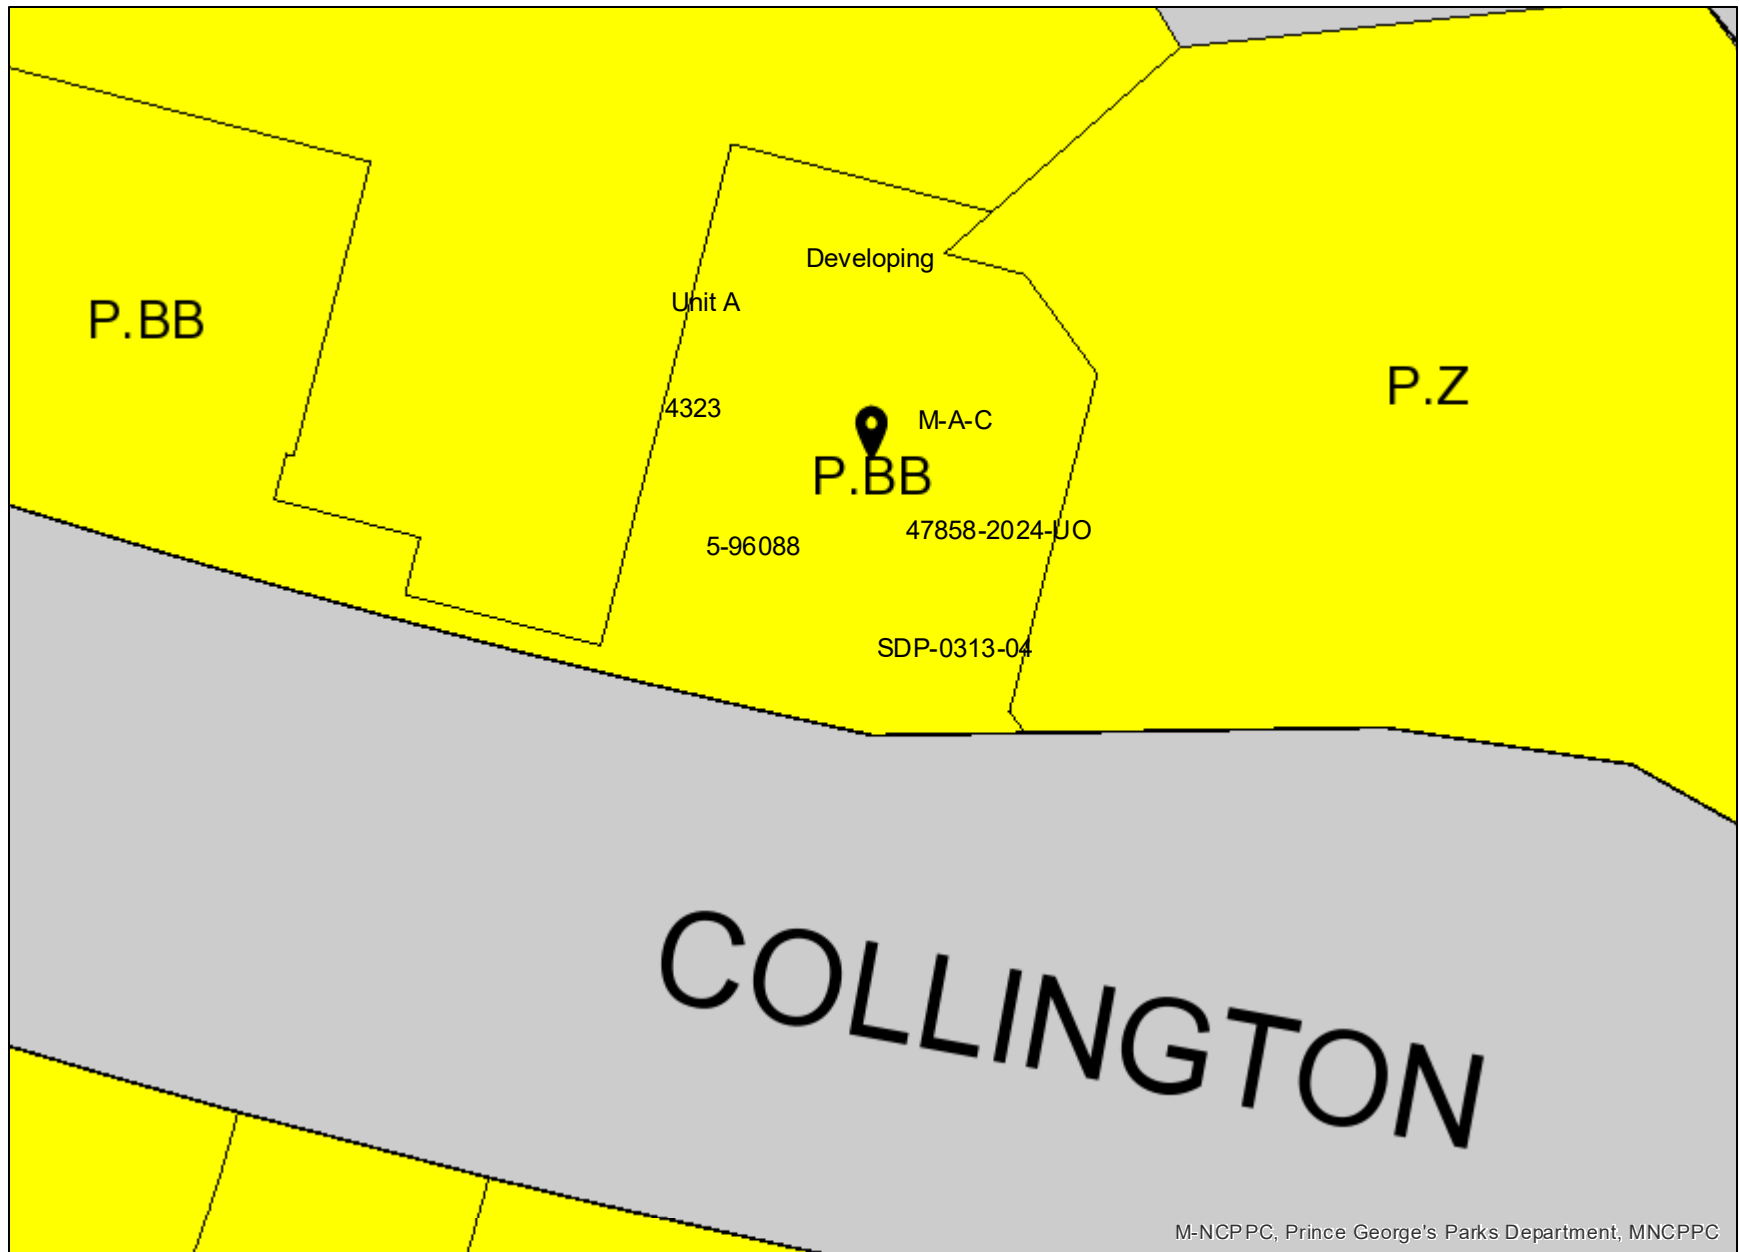 Developing
Unit A
P.BB
P.Z
4323
M-A-C
P.BB
47858-2024-UO
5-96088
SDP-0313-04
COLLINGTON
M-NCPPC, Prince George's Parks Department, MNCPPC